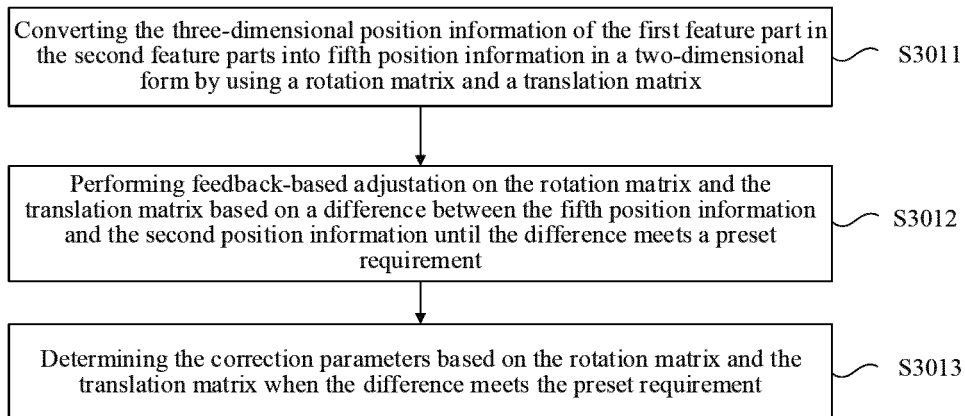 Converting the three-dimensional position information of the first feature part in
the second feature parts into fifth position information in a two-dimensional
form by using a rotation matrix and a translation matrix
S3011
Performing feedback-based adjustation on the rotation matrix and the
translation matrix based on a difference between the fifth position information
and the second position information until the difference meets a preset
requirement
S3012
Determining the correction parameters based on the rotation matrix and the
translation matrix when the difference meets the preset requirement
S3013